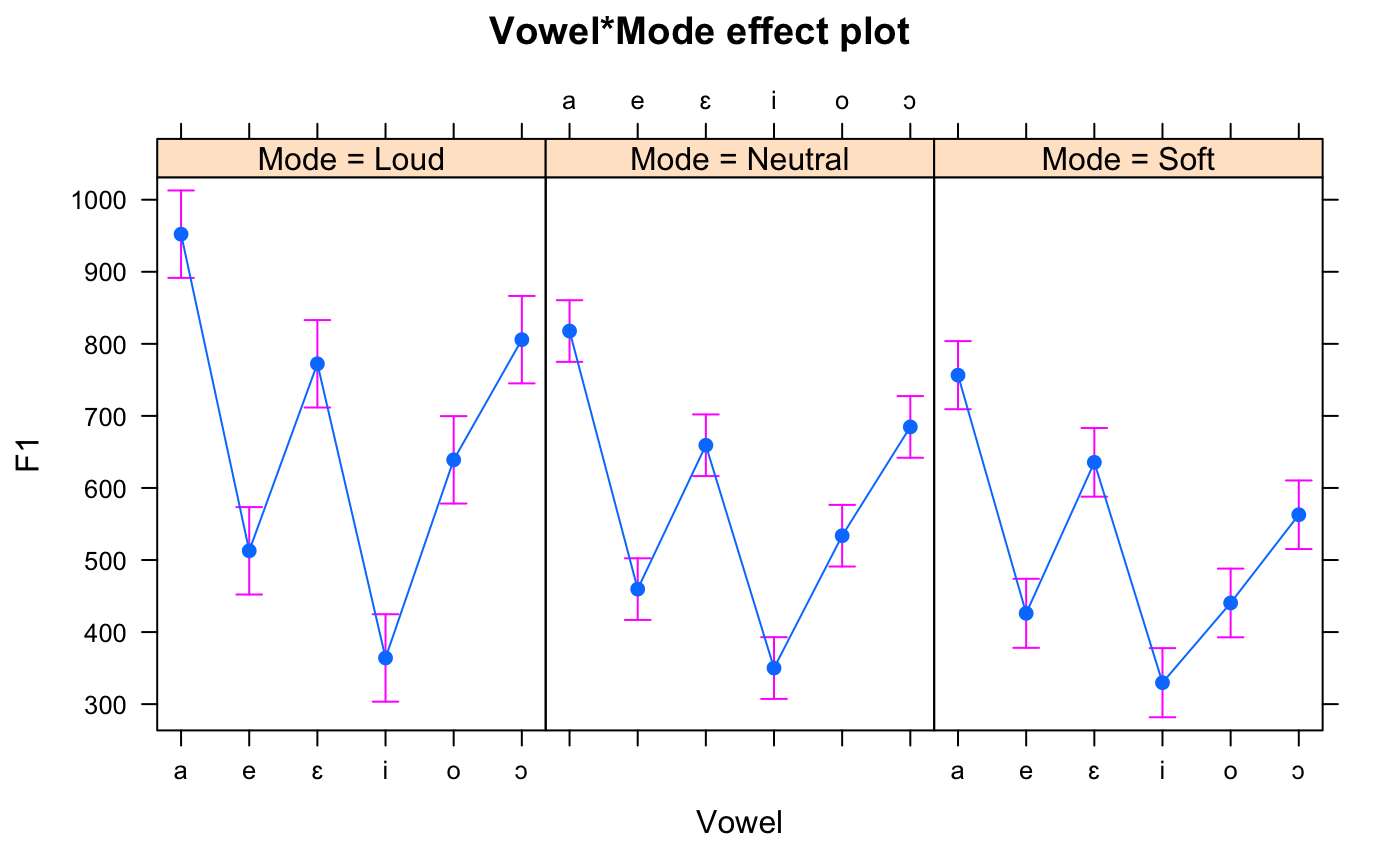 Vowel*Mode effect plot
a e ɛ i o ɔ
Mode = Loud Mode = Neutral Mode = Soft
1000
900
800
700
600
500
400
300
F1
a e ɛ i o ɔ a e ɛ i o ɔ
Vowel